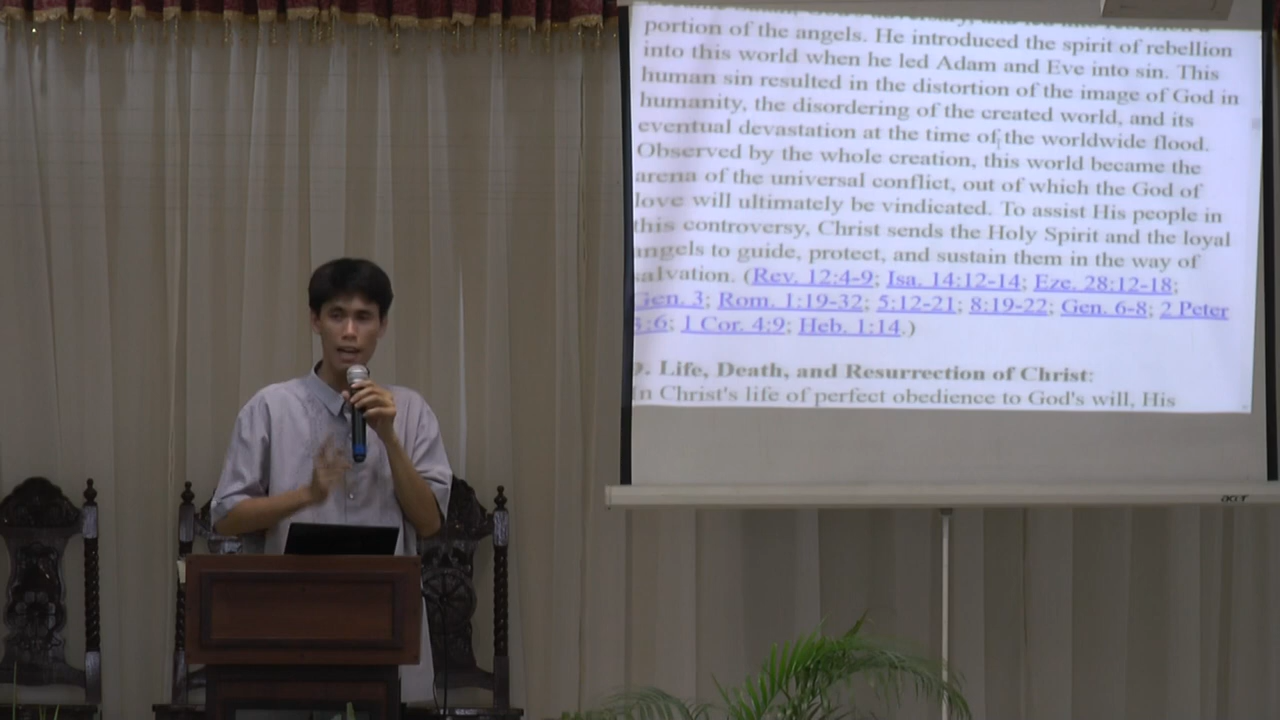 portion of the angels. He introduced the spirit of rebellion
into this world when he led Adam and Eve into sin. This
human sin resulted in the distortion of the image of God in
humanity, the disordering of the created world, and its
eventual devastation at the time of the worldwide flood.
Observed by the whole creation, this world became the
arena of the universal conflict, out of which the God of
love will ultimately be vindicated. To assist His people in
this controversy, Christ sends the Holy Spirit and the loyal
angels to guide, protect, and sustain them in the way of
salvation. (Rev. 12:4-9; Isa. 14:12-14; Eze. 28:12-18;
Gen. 3; Rom. 1:19-32; 5:12-21; 8:19-22; Gen. 6-8; 2 Peter
:6; 1 Cor. 4:9; Heb. 1:14.)
. Life, Death, and Resurrection of Christ:
In Christ's life of perfect obedience to God's will, His
acer